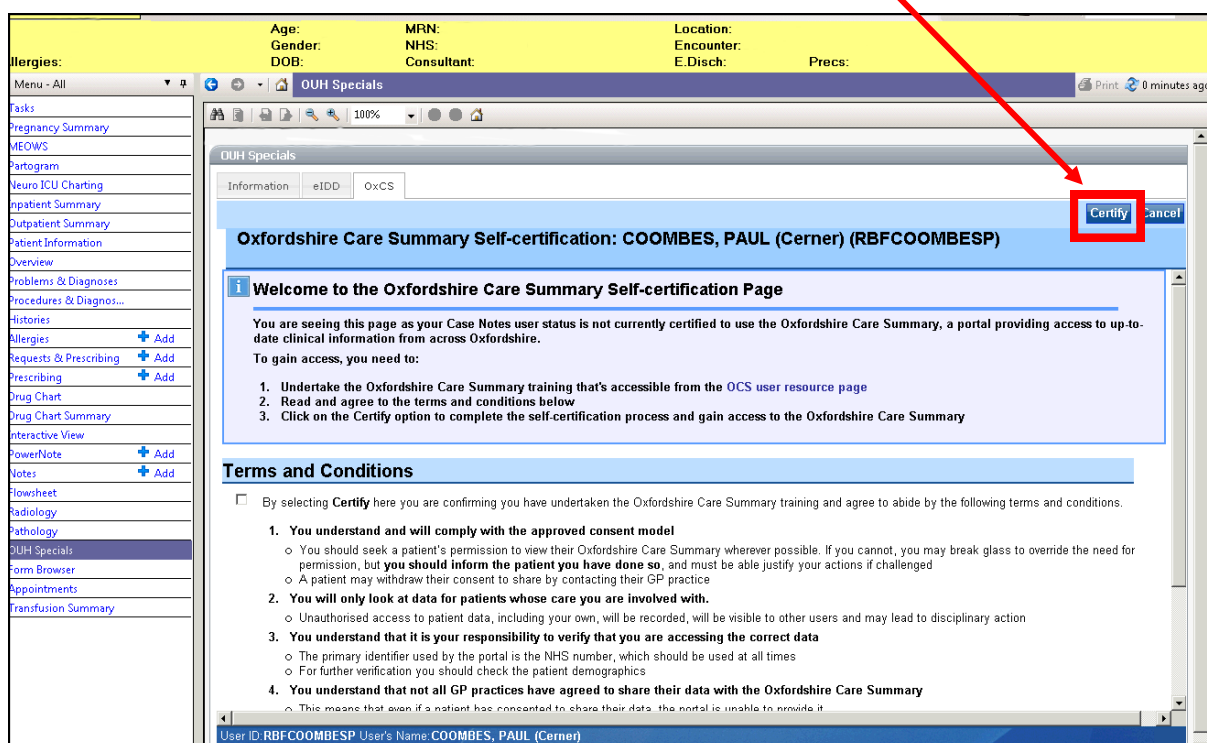 Age: MRN: Location:
Gender: NHS: Encounter:
llergies: DOB: Consultant: E.Disch: Precs:
Menu - All OUH Specials Print 0 minutes ago
Tasks
Pregnancy Summary
MEOWS
Partogram
Neuro ICU Charting
Inpatient Summary
Outpatient Summary
Patient Information
Overview
Problems & Diagnoses
Procedures & Diagnos...
Histories
Allergies Add
Requests & Prescribing Add
Prescribing Add
Drug Chart
Drug Chart Summary
Interactive View
PowerNote Add
Notes Add
Flowsheet
Radiology
Pathology
OUH Specials
Form Browser
Appointments
Transfusion Summary
100%
OUH Specials
Information eIDD OxCS
Certify Cancel
Oxfordshire Care Summary Self-certification: COOMBES, PAUL (Cerner) (RBFCOOMBESP)
i Welcome to the Oxfordshire Care Summary Self-certification Page
You are seeing this page as your Case Notes user status is not currently certified to use the Oxfordshire Care Summary, a portal providing access to up-to-
date clinical information from across Oxfordshire.
To gain access, you need to:
1. Undertake the Oxfordshire Care Summary training that's accessible from the OCS user resource page
2. Read and agree to the terms and conditions below
3. Click on the Certify option to complete the self-certification process and gain access to the Oxfordshire Care Summary
Terms and Conditions
By selecting Certify here you are confirming you have undertaken the Oxfordshire Care Summary training and agree to abide by the following terms and conditions.
1. You understand and will comply with the approved consent model
o You should seek a patient's permission to view their Oxfordshire Care Summary wherever possible. If you cannot, you may break glass to override the need for
permission, but you should inform the patient you have done so, and must be able justify your actions if challenged
o A patient may withdraw their consent to share by contacting their GP practice
2. You will only look at data for patients whose care you are involved with.
o Unauthorised access to patient data, including your own, will be recorded, will be visible to other users and may lead to disciplinary action
3. You understand that it is your responsibility to verify that you are accessing the correct data
o The primary identifier used by the portal is the NHS number, which should be used at all times
o For further verification you should check the patient demographics
4. You understand that not all GP practices have agreed to share their data with the Oxfordshire Care Summary
o This means that even if a patient has consented to share their data, the portal is unable to provide it
User ID:RBFCOOMBESP User's Name:COOMBES, PAUL (Cerner)